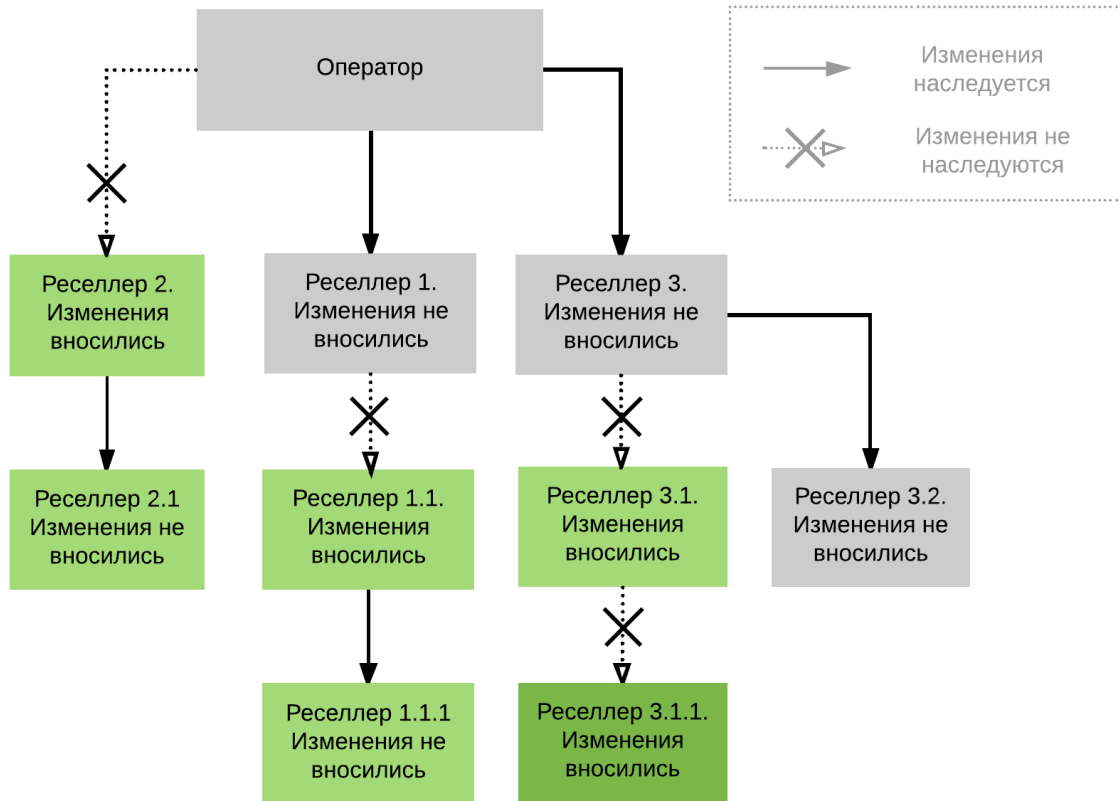 Оператор
Изменения
наследуется
Изменения не
наследуются
Реселлер 2.
Изменения
вносились
Реселлер 1.
Изменения не
вносились
Реселлер 3.
Изменения не
вносились
Реселлер 2.1
Изменения не
вносились
Реселлер 1.1.
Изменения
вносились
Реселлер 3.1.
Изменения
вносились
Реселлер 3.2.
Изменения не
вносились
Реселлер 1.1.1
Изменения не
вносились
Реселлер 3.1.1.
Изменения
вносились